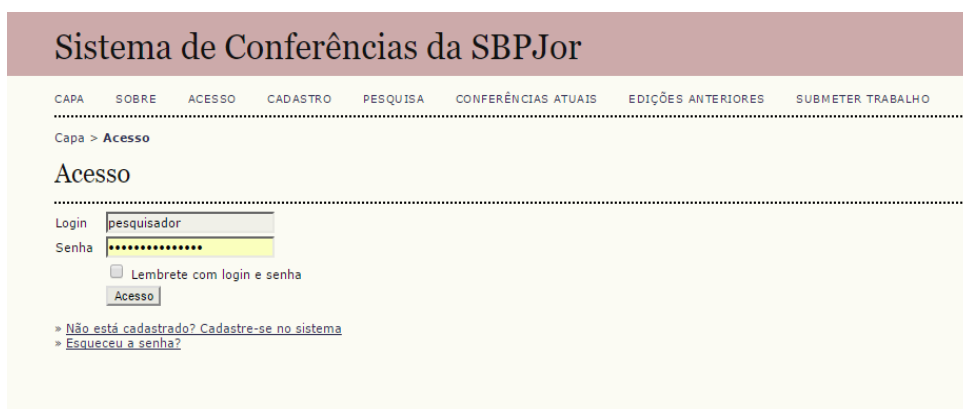 Sistema de Conferências da SBPJor
CAPA SOBRE ACESSO CADASTRO PESQUISA CONFERÊNCIAS ATUAIS EDIÇÕES ANTERIORES SUBMETER TRABALHO
Capa > Acesso
Acesso
Login pesquisador
Senha •••••••••••••••
Lembrete com login e senha
Acesso
» Não está cadastrado? Cadastre-se no sistema
» Esqueceu a senha?